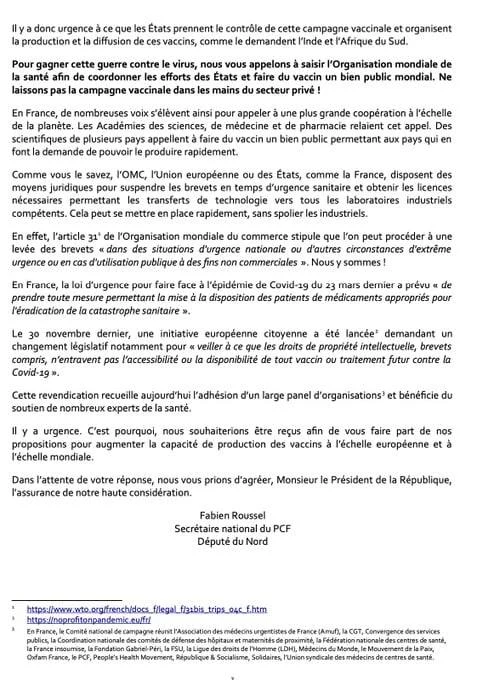 Il y a donc urgence à ce que les États prennent le contrôle de cette campagne vaccinale et organisent
la production et la diffusion de ces vaccins, comme le demandent l'Inde et l'Afrique du Sud.
Pour gagner cette guerre contre le virus, nous vous appelons à saisir l'Organisation mondiale de
la santé afin de coordonner les efforts des États et faire du vaccin un bien public mondial. Ne
laissons pas la campagne vaccinale dans les mains du secteur privé !
En France, de nombreuses voix s'élèvent ainsi pour appeler à une plus grande coopération à l'échelle
de la planète. Les Académies des sciences, de médecine et de pharmacie relaient cet appel. Des
scientifiques de plusieurs pays appellent à faire du vaccin un bien public permettant aux pays qui en
font la demande de pouvoir le produire rapidement.
Comme vous le savez, l'OMC, l'Union européenne ou des États, comme la France, disposent des
moyens juridiques pour suspendre les brevets en temps d'urgence sanitaire et obtenir les licences
nécessaires permettant les transferts de technologie vers tous les laboratoires industriels
compétents. Cela peut se mettre en place rapidement, sans spolier les industriels.
En effet, l'article 31¹ de l'Organisation mondiale du commerce stipule que l'on peut procéder à une
levée des brevets « dans des situations d'urgence nationale ou d'autres circonstances d'extrême
urgence ou en cas d'utilisation publique à des fins non commerciales ». Nous y sommes !
En France, la loi d'urgence pour faire face à l'épidémie de Covid-19 du 23 mars dernier a prévu « de
prendre toute mesure permettant la mise à la disposition des patients de médicaments appropriés pour
l'éradication de la catastrophe sanitaire ».
Le 30 novembre dernier, une initiative européenne citoyenne a été lancée² demandant un
changement législatif notamment pour « veiller à ce que les droits de propriété intellectuelle, brevets
compris, n'entravent pas l'accessibilité ou la disponibilité de tout vaccin ou traitement futur contre la
Covid-19 ».
Cette revendication recueille aujourd'hui l'adhésion d'un large panel d'organisations³ et bénéficie du
soutien de nombreux experts de la santé.
Il y a urgence. C'est pourquoi, nous souhaiterions être reçus afin de vous faire part de nos
propositions pour augmenter la capacité de production des vaccins à l'échelle européenne et à
l'échelle mondiale.
Dans l'attente de votre réponse, nous vous prions d'agréer, Monsieur le Président de la République,
l'assurance de notre haute considération.
Fabien Roussel
Secrétaire national du PCF
Député du Nord
¹ https://www.wto.org/french/docs_f/legal_f/31bis_trips_04c_f.htm
² https://noprofitonpandemic.eu/fr/
³ En France, le Comité national de campagne réunit l'Association des médecins urgentistes de France (Amuf), la CGT, Convergence des services
publics, la Coordination nationale des comités de défense des hôpitaux et maternités de proximité, la Fédération nationale des centres de santé,
la France insoumise, la Fondation Gabriel-Péri, la FSU, la Ligue des droits de l'Homme (LDH), Médecins du Monde, le Mouvement de la Paix,
Oxfam France, le PCF, People's Health Movement, République & Socialisme, Solidaires, l'Union syndicale des médecins de centres de santé.